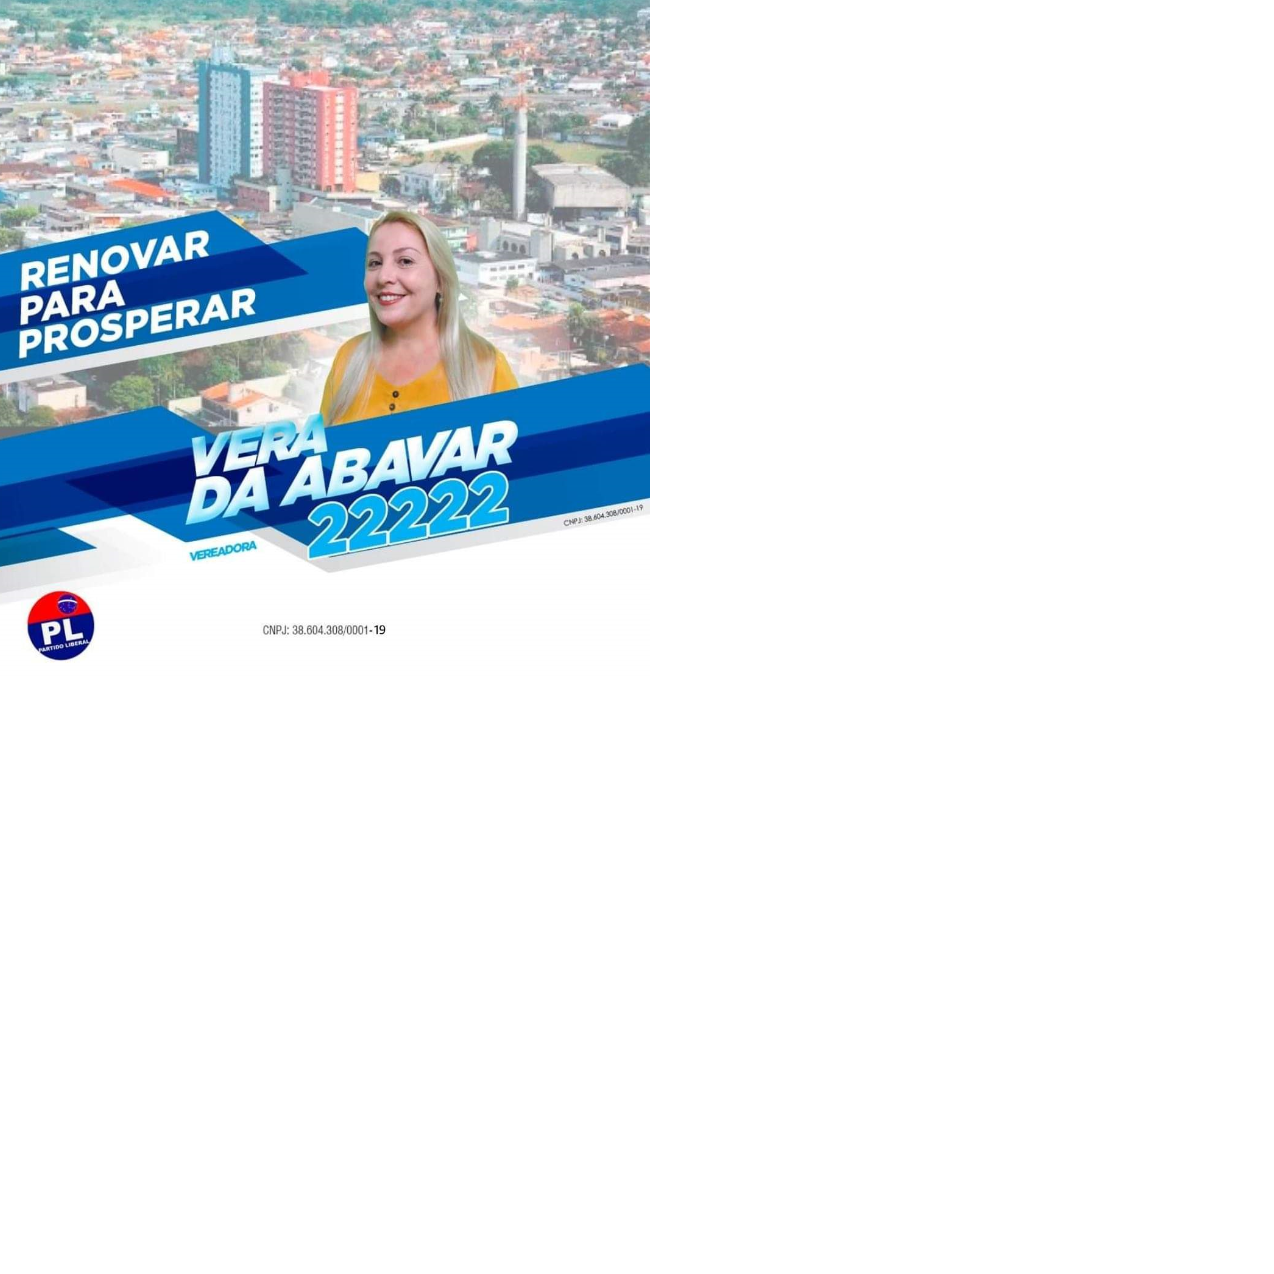 RENOVAR
PARA
PROSPERAR
VERA
DA ABAVAR
22222
VEREADORA
CNPJ: 38.604.308/0001-19
PL
PARTIDO LIBERAL
CNPJ: 38.604.308/0001-19